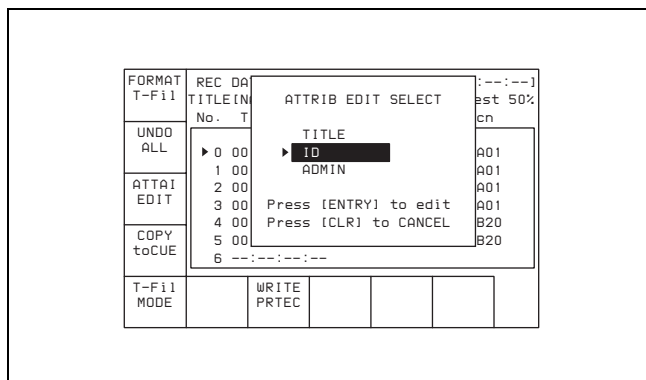 FORMAT
T-Fil
UNDO
ALL
ATTAI
EDIT
COPY
toCUE
T-Fil
MODE
WRITE
PRTEC
REC DA :--:--]
TITLE[N est 50%
No. T cn
▶0 00 A01
1 00 A01
2 00 A01
3 00 A01
4 00 B20
5 00 B20
6 --:--:--:--
ATTRIB EDIT SELECT
TITLE
▶ ID
ADMIN
Press [ENTRY] to edit
Press [CLR] to CANCEL